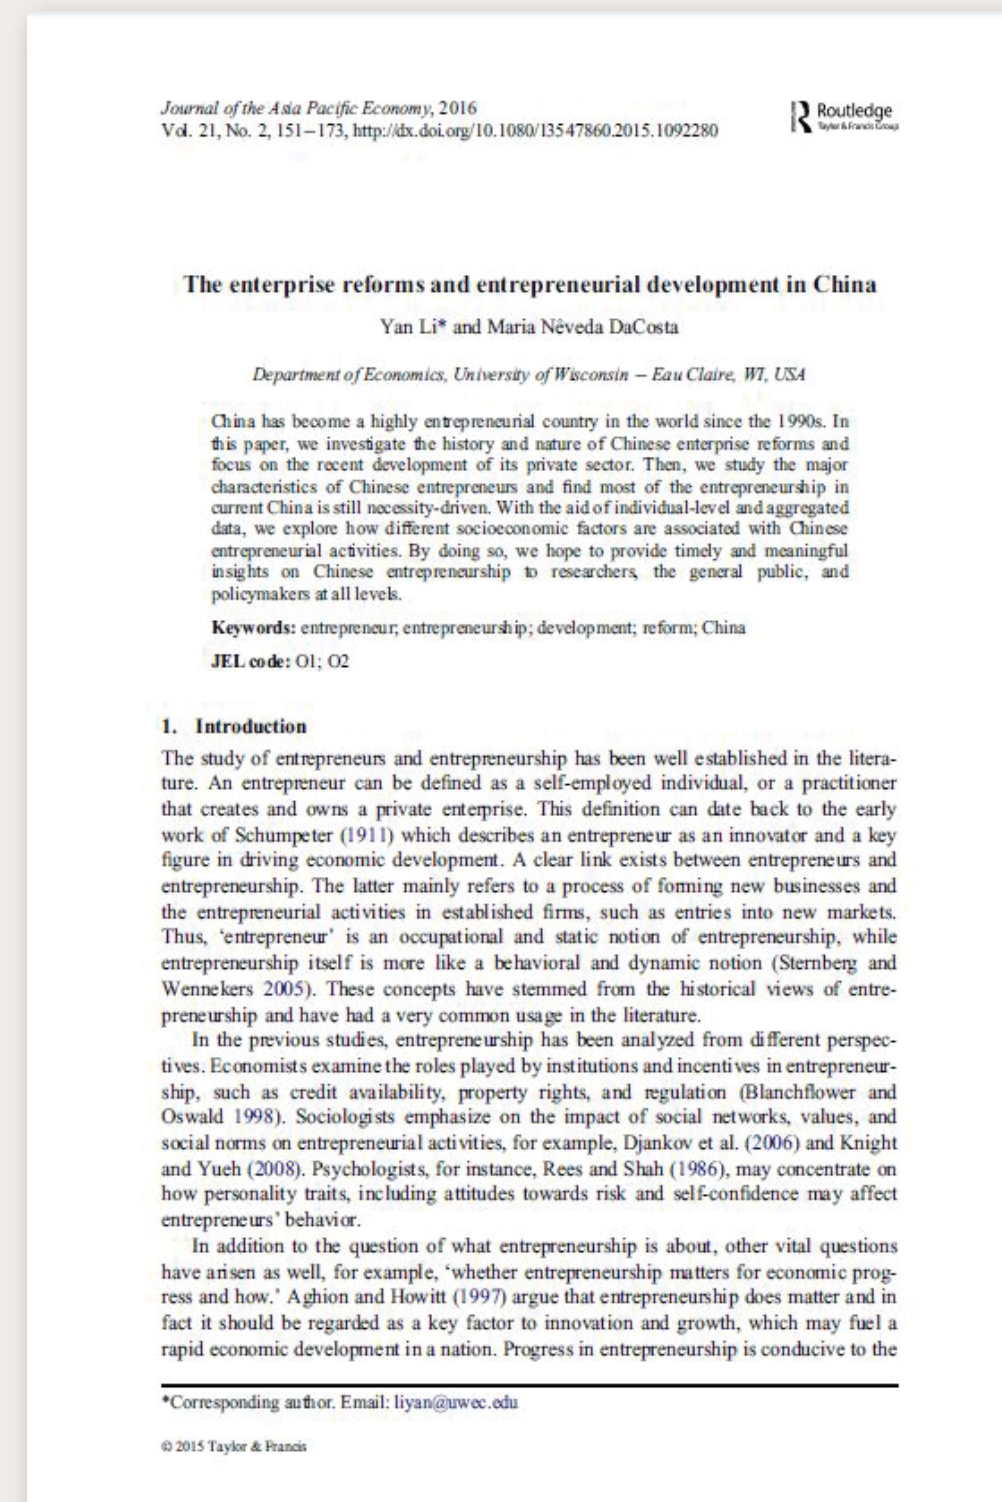 Journal of the Asia Pacific Economy, 2016
Vol. 21, No. 2, 151–173, http://dx.doi.org/10.1080/13547860.2015.1092280
Routledge
Taylor & Francis Group
The enterprise reforms and entrepreneurial development in China
Yan Li* and Maria Nêveda DaCosta
Department of Economics, University of Wisconsin – Eau Claire, WI, USA
China has become a highly entrepreneurial country in the world since the 1990s. In
this paper, we investigate the history and nature of Chinese enterprise reforms and
focus on the recent development of its private sector. Then, we study the major
characteristics of Chinese entrepreneurs and find most of the entrepreneurship in
current China is still necessity-driven. With the aid of individual-level and aggregated
data, we explore how different socioeconomic factors are associated with Chinese
entrepreneurial activities. By doing so, we hope to provide timely and meaningful
insights on Chinese entrepreneurship to researchers, the general public, and
policymakers at all levels.
Keywords: entrepreneur; entrepreneurship; development; reform; China
JEL code: O1; O2
1. Introduction
The study of entrepreneurs and entrepreneurship has been well established in the litera-
ture. An entrepreneur can be defined as a self-employed individual, or a practitioner
that creates and owns a private enterprise. This definition can date back to the early
work of Schumpeter (1911) which describes an entrepreneur as an innovator and a key
figure in driving economic development. A clear link exists between entrepreneurs and
entrepreneurship. The latter mainly refers to a process of forming new businesses and
the entrepreneurial activities in established firms, such as entries into new markets.
Thus, ‘entrepreneur’ is an occupational and static notion of entrepreneurship, while
entrepreneurship itself is more like a behavioral and dynamic notion (Sternberg and
Wennekers 2005). These concepts have stemmed from the historical views of entre-
preneurship and have had a very common usage in the literature.
In the previous studies, entrepreneurship has been analyzed from different perspec-
tives. Economists examine the roles played by institutions and incentives in entrepreneur-
ship, such as credit availability, property rights, and regulation (Blanchflower and
Oswald 1998). Sociologists emphasize on the impact of social networks, values, and
social norms on entrepreneurial activities, for example, Djankov et al. (2006) and Knight
and Yueh (2008). Psychologists, for instance, Rees and Shah (1986), may concentrate on
how personality traits, including attitudes towards risk and self-confidence may affect
entrepreneurs’ behavior.
In addition to the question of what entrepreneurship is about, other vital questions
have arisen as well, for example, ‘whether entrepreneurship matters for economic prog-
ress and how.’ Aghion and Howitt (1997) argue that entrepreneurship does matter and in
fact it should be regarded as a key factor to innovation and growth, which may fuel a
rapid economic development in a nation. Progress in entrepreneurship is conducive to the
*Corresponding author. Email: liyan@uwec.edu
© 2015 Taylor & Francis